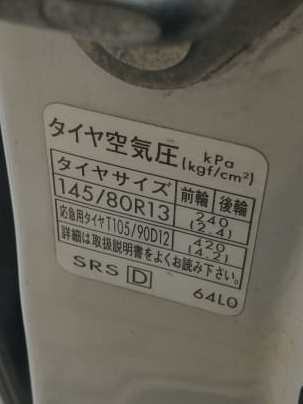 タイヤ空気圧 kPa (kgf/cm²)
タイヤサイズ 前輪 後輪
145/80R13 240 (2.4)
応急用タイヤT105/90D12 420 (4.2)
詳細は取扱説明書をよくお読み下さい。
SRS D 64L0